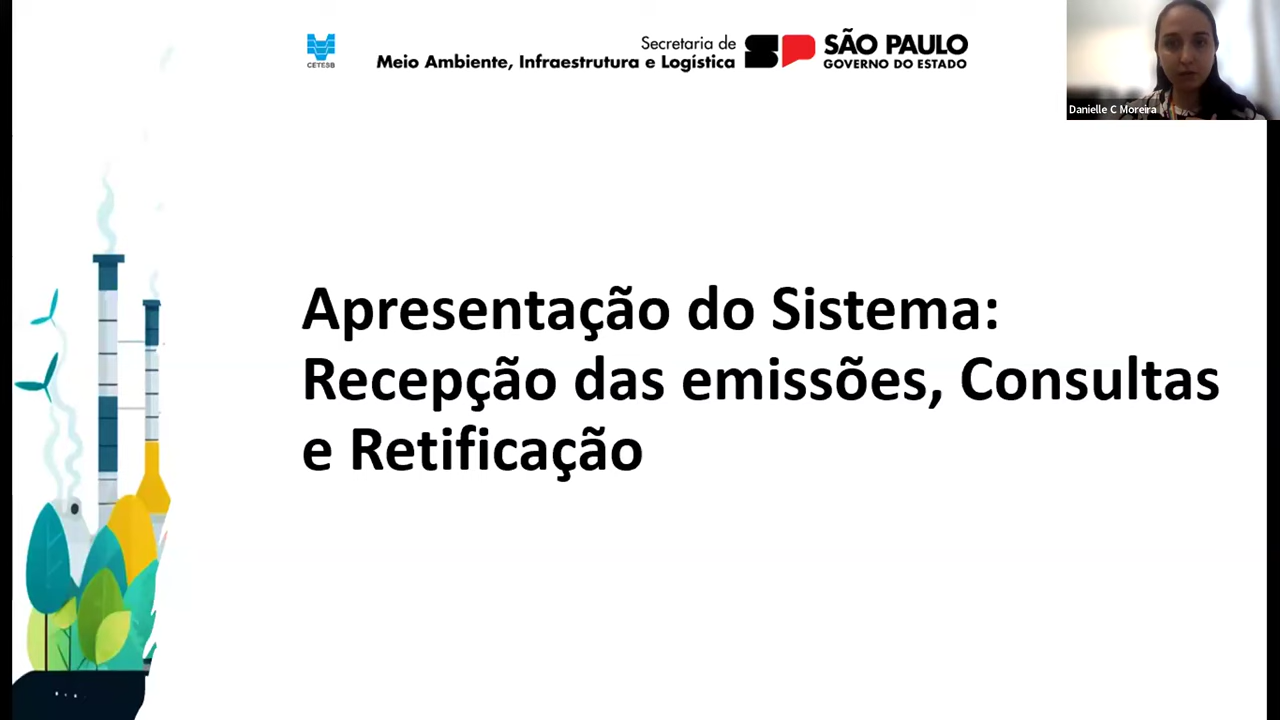 CETESB
Secretaria de
Meio Ambiente, Infraestrutura e Logística
SP
SÃO PAULO
GOVERNO DO ESTADO
Danielle C Moreira
Apresentação do Sistema:
Recepção das emissões, Consultas
e Retificação